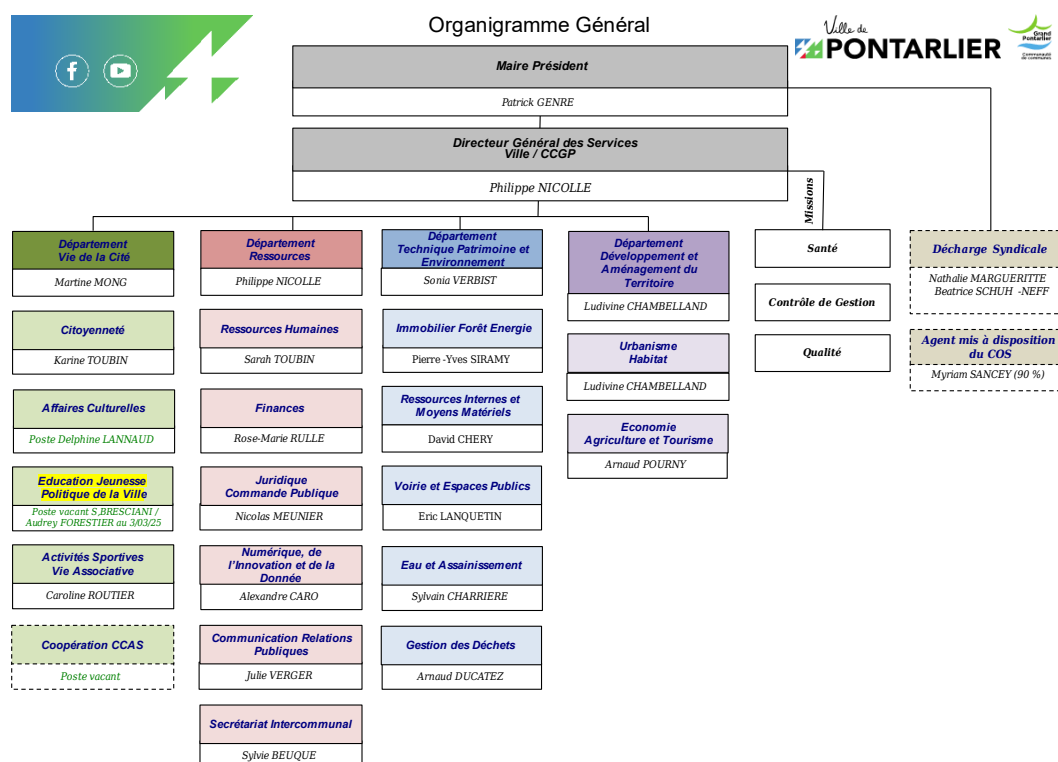 Organigramme Général
Ville de
PONTARLIER
Grand
Pontarlier
Communauté
de communes
Maire Président
Patrick GENRE
Directeur Général des Services
Ville / CCGP
Philippe NICOLLE
Missions
Département
Vie de la Cité
Martine MONG
Citoyenneté
Karine TOUBIN
Affaires Culturelles
Poste Delphine LANNAUD
Education Jeunesse
Politique de la Ville
Poste vacant S,BRESCIANI /
Audrey FORESTIER au 3/03/25
Activités Sportives
Vie Associative
Caroline ROUTIER
Coopération CCAS
Poste vacant
Département
Ressources
Philippe NICOLLE
Ressources Humaines
Sarah TOUBIN
Finances
Rose-Marie RULLE
Juridique
Commande Publique
Nicolas MEUNIER
Numérique, de
l'Innovation et de la
Donnée
Alexandre CARO
Communication Relations
Publiques
Julie VERGER
Secrétariat Intercommunal
Sylvie BEUQUE
Département
Technique Patrimoine et
Environnement
Sonia VERBIST
Immobilier Forêt Energie
Pierre -Yves SIRAMY
Ressources Internes et
Moyens Matériels
David CHERY
Voirie et Espaces Publics
Eric LANQUETIN
Eau et Assainissement
Sylvain CHARRIERE
Gestion des Déchets
Arnaud DUCATEZ
Département
Développement et
Aménagement du
Territoire
Ludivine CHAMBELLAND
Urbanisme
Habitat
Ludivine CHAMBELLAND
Economie
Agriculture et Tourisme
Arnaud POURNY
Santé
Contrôle de Gestion
Qualité
Décharge Syndicale
Nathalie MARGUERITTE
Beatrice SCHUH -NEFF
Agent mis à disposition
du COS
Myriam SANCEY (90 %)